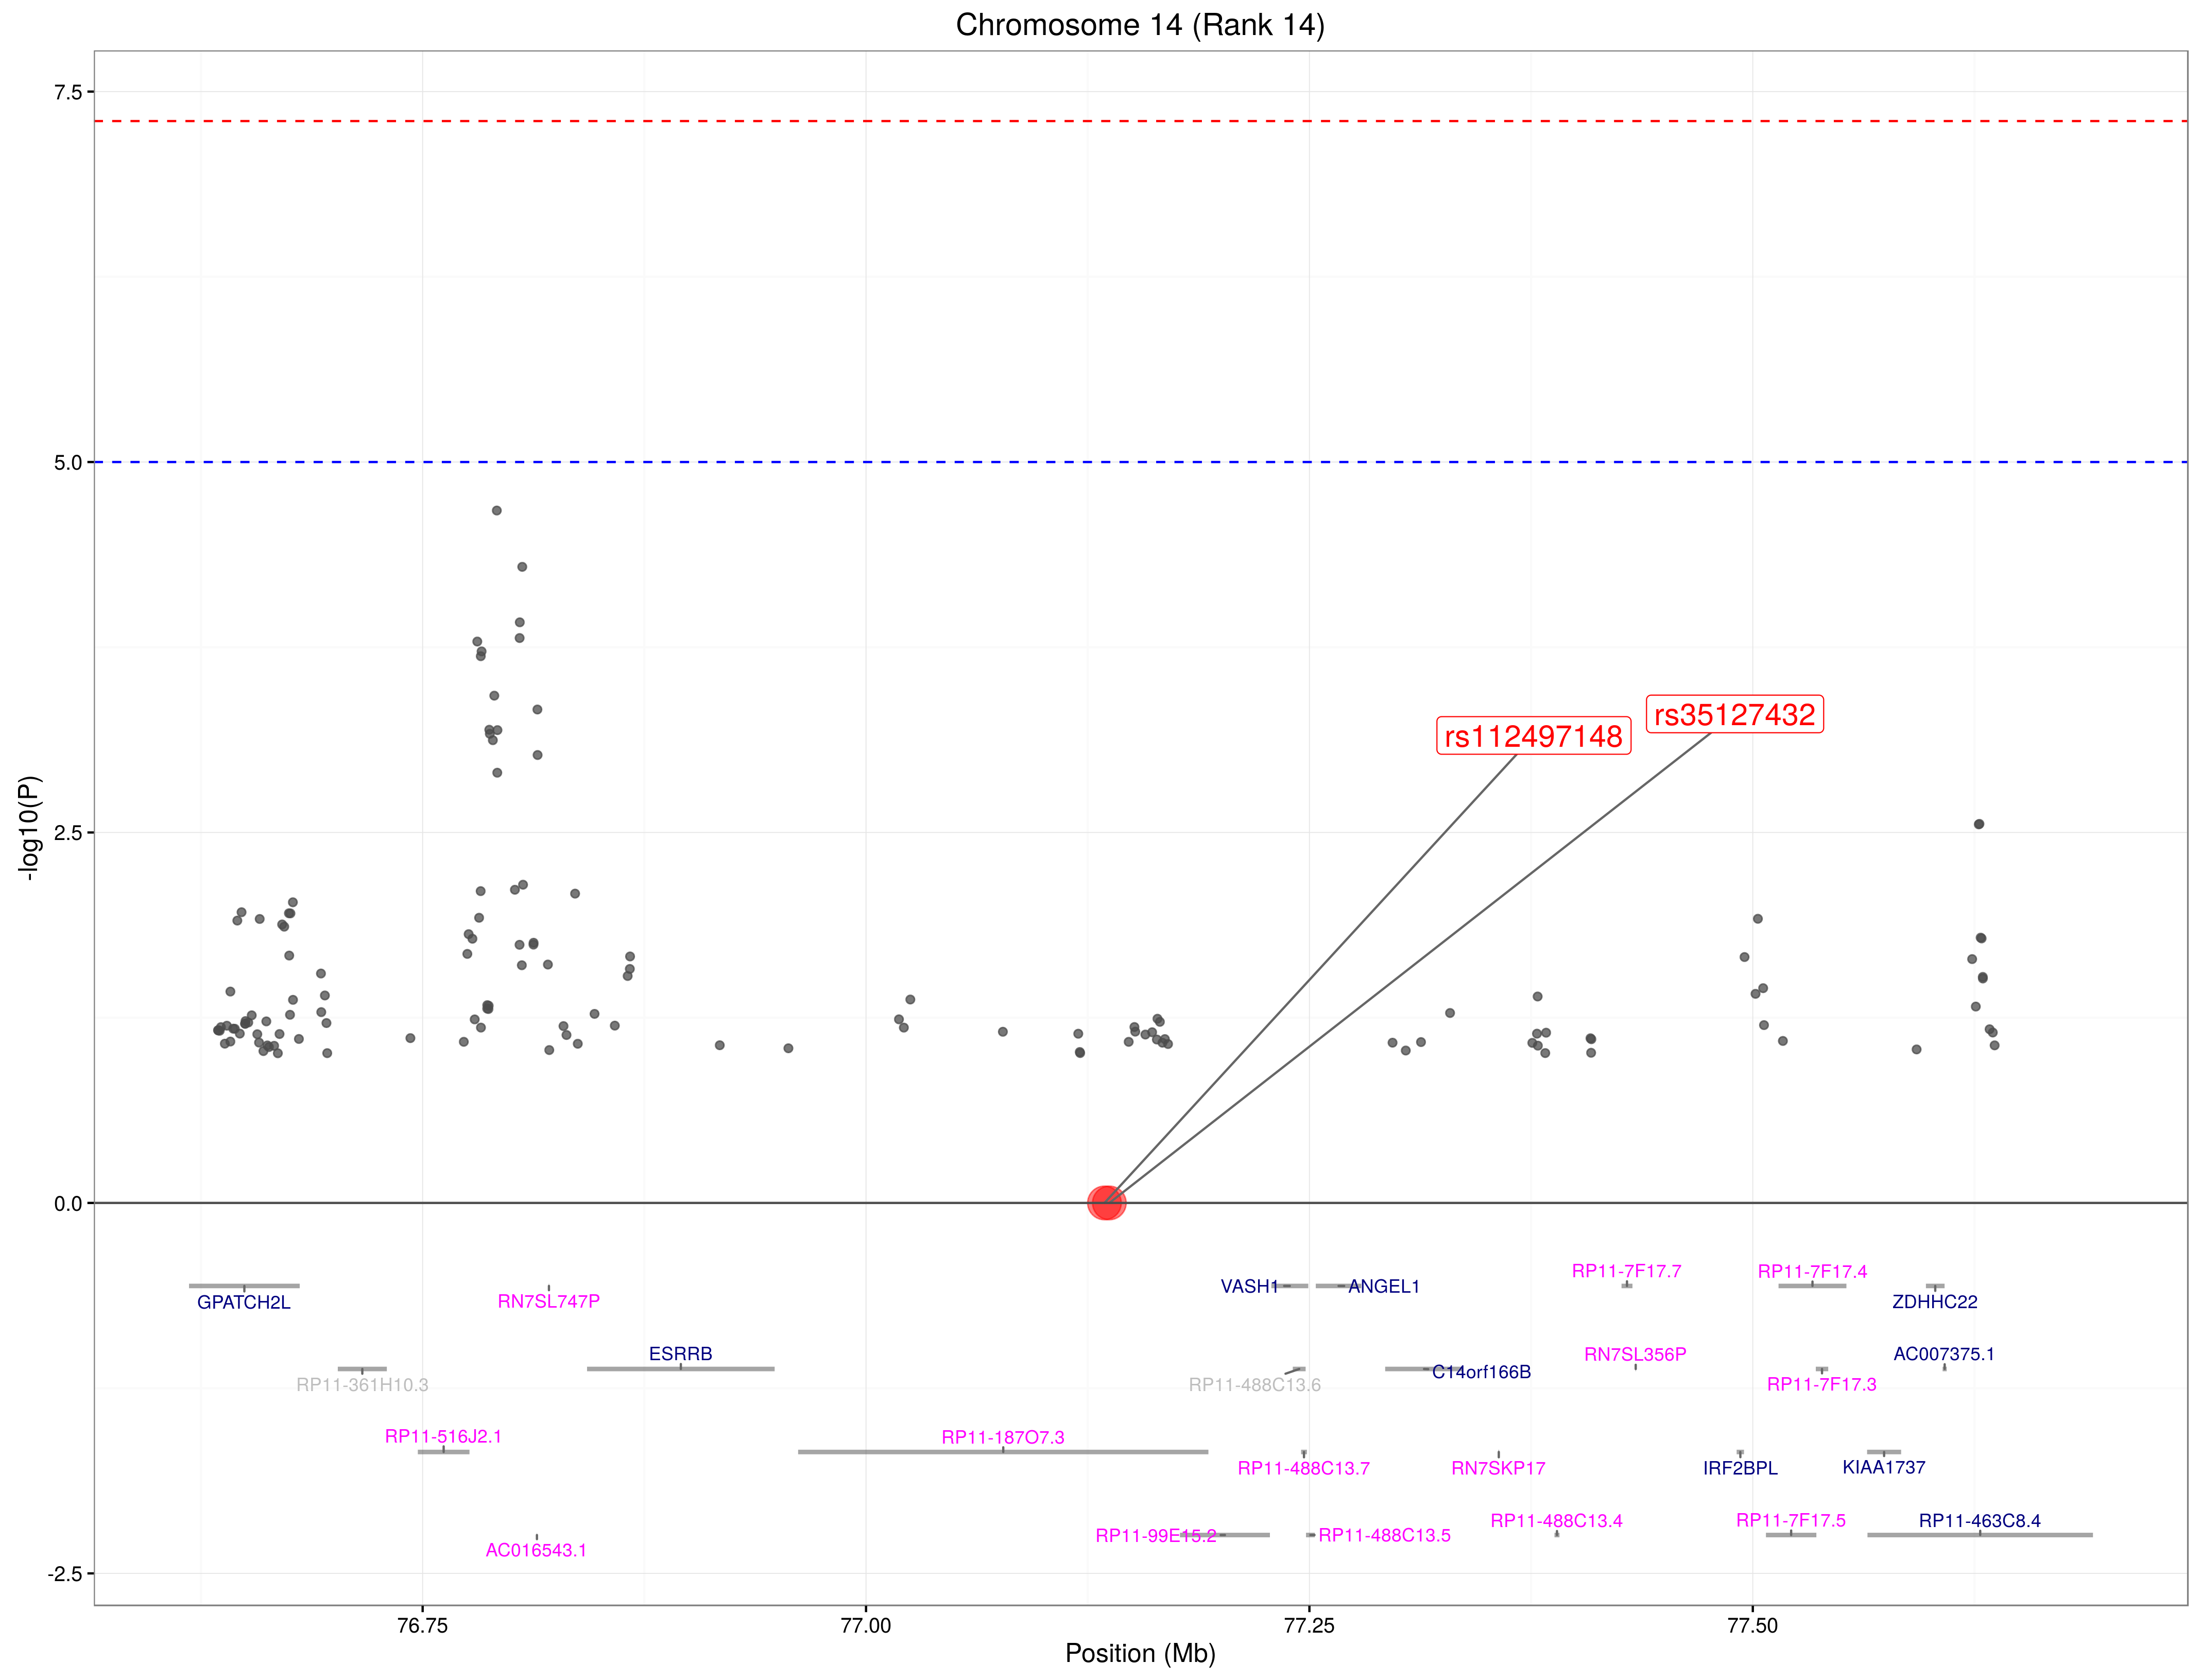 Chromosome 14 (Rank 14)
7.5
5.0
2.5
0.0
-2.5
-log10(P)
rs35127432
rs112497148
RP11-7F17.7
RP11-7F17.4
VASH1
ANGEL1
GPATCH2L
RN7SL747P
ZDHHC22
ESRRB
RN7SL356P
AC007375.1
C14orf166B
RP11-361H10.3
RP11-488C13.6
RP11-7F17.3
RP11-516J2.1
RP11-187O7.3
RP11-488C13.7
RN7SKP17
IRF2BPL
KIAA1737
RP11-488C13.4
RP11-7F17.5
RP11-463C8.4
RP11-99E15.2
RP11-488C13.5
AC016543.1
76.75
77.00
77.25
77.50
Position (Mb)